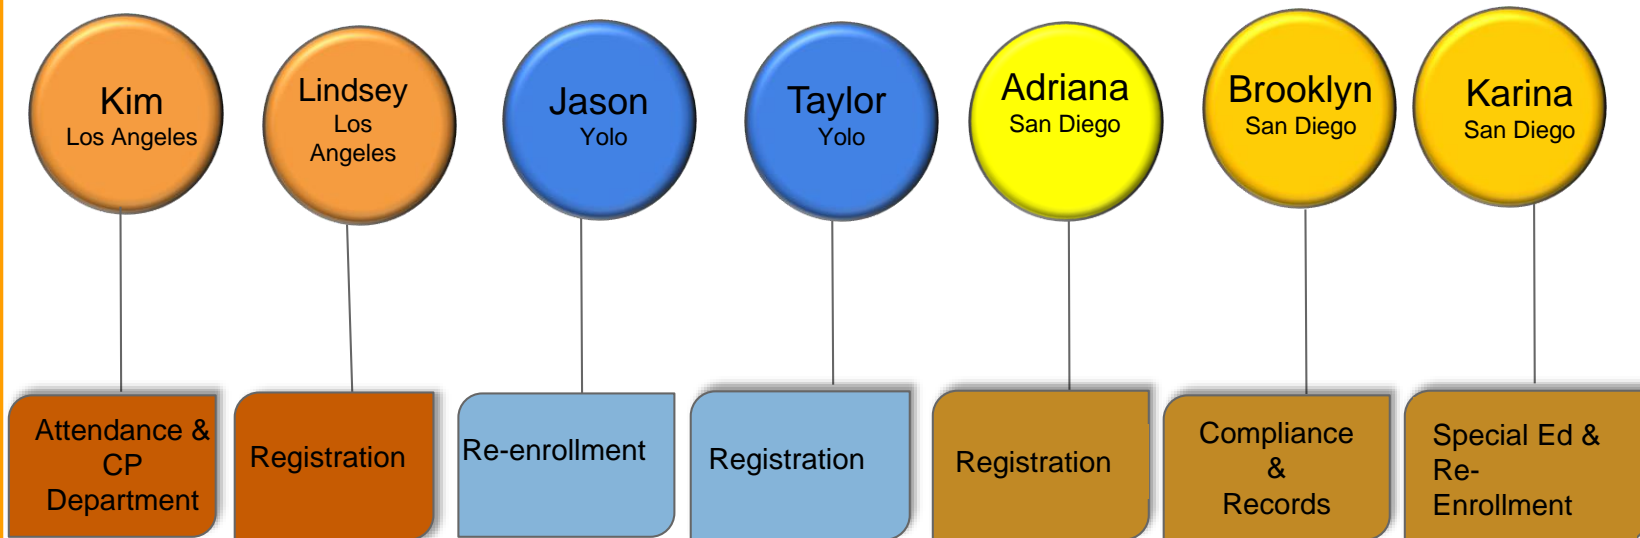 Kim
Los Angeles
Lindsey
Los
Angeles
Jason
Yolo
Taylor
Yolo
Adriana
San Diego
Brooklyn
San Diego
Karina
San Diego
Attendance &
CP
Department
Registration
Re-enrollment
Registration
Registration
Compliance
&
Records
Special Ed &
Re-
Enrollment